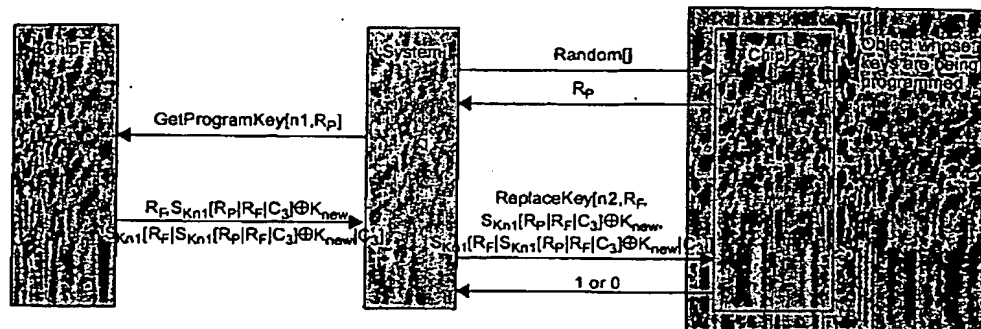 ChipF
System
ChipP
Object whose
keys are being
programmed
Random[]
RP
GetProgramKey[n1,RP]
RF,SKn1[RP|RF|C3]⊕Knew,
SKn1[RF|SKn1[RP|RF|C3]⊕Knew|C3]
ReplaceKey[n2,RF,
SKn1[RP|RF|C3]⊕Knew,
SKn1[RF|SKn1[RP|RF|C3]⊕Knew|C3]
1 or 0